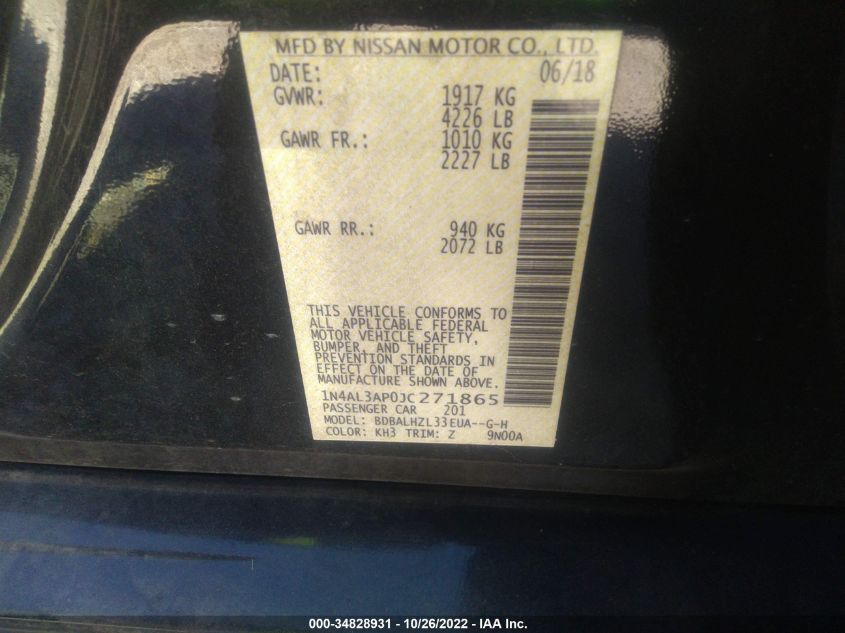 MFD BY NISSAN MOTOR CO., LTD.
DATE: 06/18
GVWR: 1917 KG
4226 LB
GAWR FR.: 1010 KG
2227 LB
GAWR RR.: 940 KG
2072 LB
THIS VEHICLE CONFORMS TO
ALL APPLICABLE FEDERAL
MOTOR VEHICLE SAFETY,
BUMPER, AND THEFT
PREVENTION STANDARDS IN
EFFECT ON THE DATE OF
MANUFACTURE SHOWN ABOVE.
1N4AL3AP0JC271865
PASSENGER CAR 201
MODEL: BDBALHZL33EUA--G-H
COLOR: KH3 TRIM: Z 9N00A
000-34828931 - 10/26/2022 - IAA Inc.